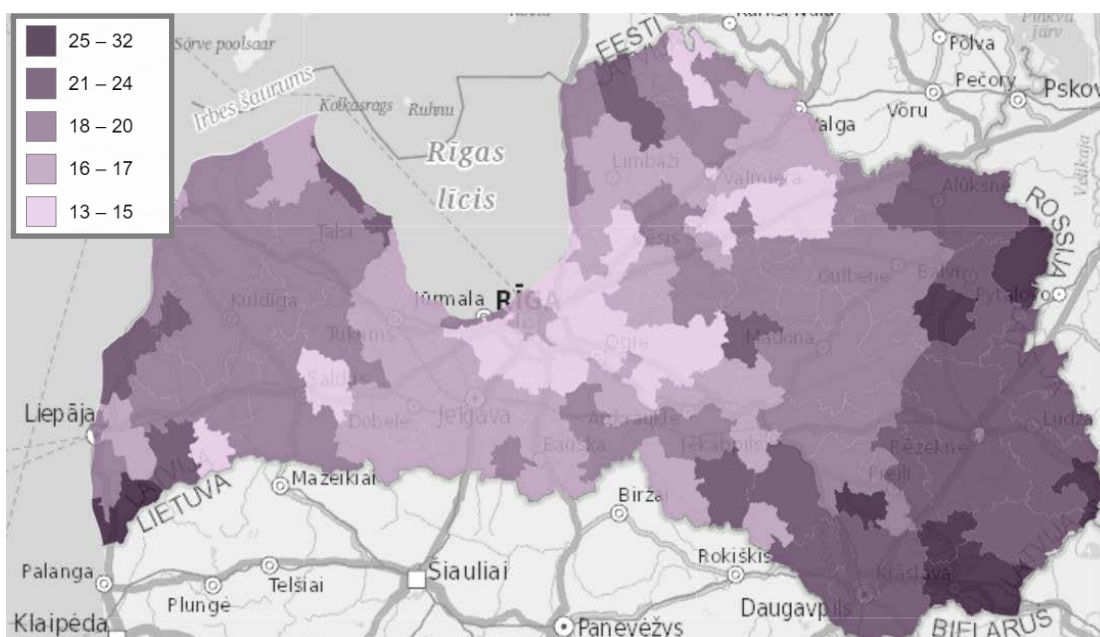 25 – 32
21 – 24
18 – 20
16 – 17
13 – 15
Sõrve poolsaar
Irbes šaurums
Kolkasrags
Ruhnu
Rīgas
līcis
EESTI
Põlva
Pečory
Pskov
Võru
Valga
Velikaja
Limbaži
Valmiera
Alūksne
ROSSIJA
Cēsis
Talsi
Gulbene
Balvi
Pytalovo
Kuldīga
Jūrmala
RĪGA
Tukums
Ogre
Madona
Saldus
Liepāja
Dobele
Jelgava
Aizkraukle
Ludza
Bauska
Jēkabpils
Rēzekne
Preiļi
LATVIJA
LIETUVA
Mažeikiai
Biržai
Palanga
Telšiai
Šiauliai
Rokiškis
Krāslava
Plungė
Daugavpils
Klaipėda
Panevėžys
BIELARUS